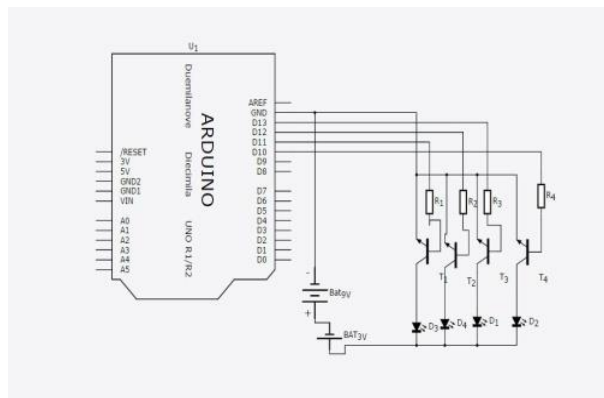 U1
Duemilanove
Diecimila
UNO R1/R2
ARDUINO
/RESET
3V
5V
GND2
GND1
VIN
A0
A1
A2
A3
A4
A5
AREF
GND
D13
D12
D11
D10
D9
D8
D7
D6
D5
D4
D3
D2
D1
D0
R1
R2
R3
R4
T1
T2
T3
T4
-
Bat9V
+
BAT3V
D3
D4
D1
D2